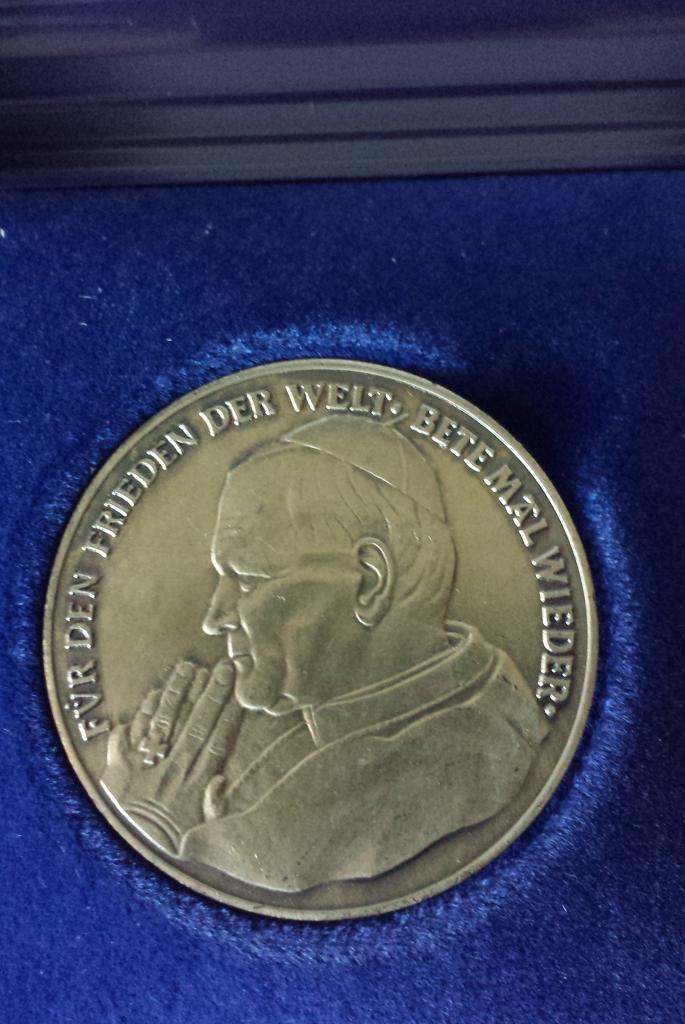 FÜR DEN FRIEDEN DER WELT • BETE MAL WIEDER •